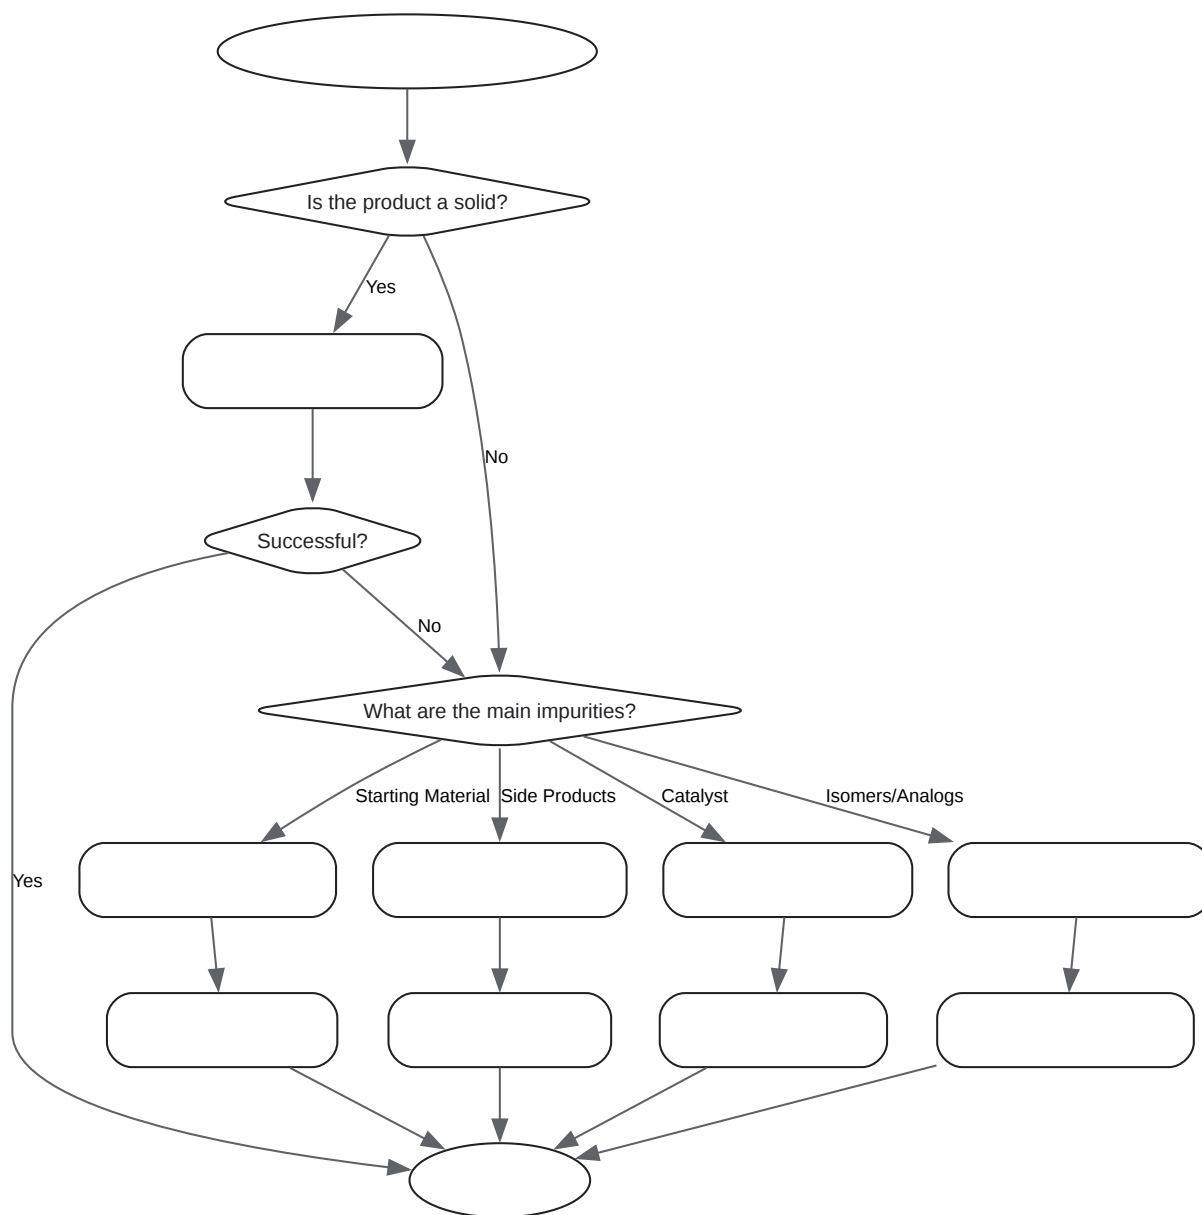 Is the product a solid?
Yes
No
Successful?
No
What are the main impurities?
Starting Material
Side Products
Catalyst
Isomers/Analogs
Yes